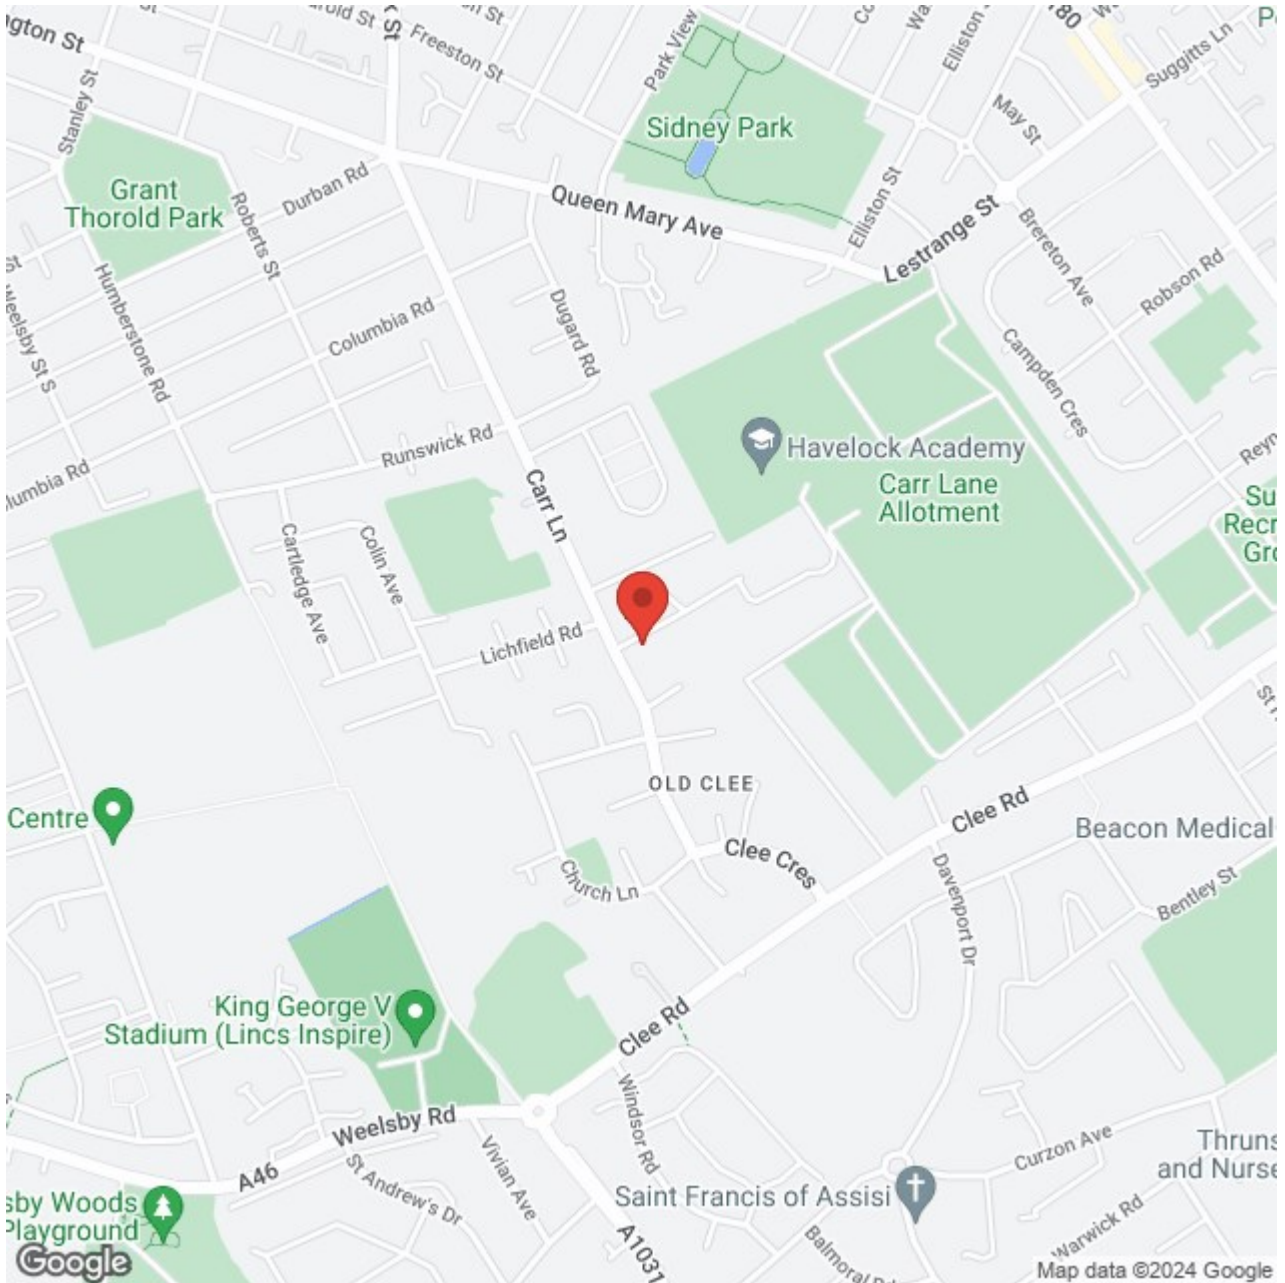 Freeston St
Park View
Elliston St
Suggitts Ln
Stanley St
May St
Sidney Park
Grant
Thorold Park
Durban Rd
Roberts St
Queen Mary Ave
Elliston St
Lestrange St
Brereton Ave
Robson Rd
Humberstone Rd
Weelsby St S
Columbia Rd
Dugard Rd
Campden Cres
Runswick Rd
Havelock Academy
Carr Lane
Allotment
Carr Ln
Cartledge Ave
Colin Ave
Lichfield Rd
OLD CLEE
Centre
Clee Rd
Beacon Medical
Clee Cres
Church Ln
Davenport Dr
Bentley St
King George V
Stadium (Lincs Inspire)
Clee Rd
Windsor Rd
Weelsby Rd
Vivian Ave
A46
St Andrew's Dr
Curzon Ave
Saint Francis of Assisi
sby Woods
Playground
A1031
Warwick Rd
Google
Map data ©2024 Google